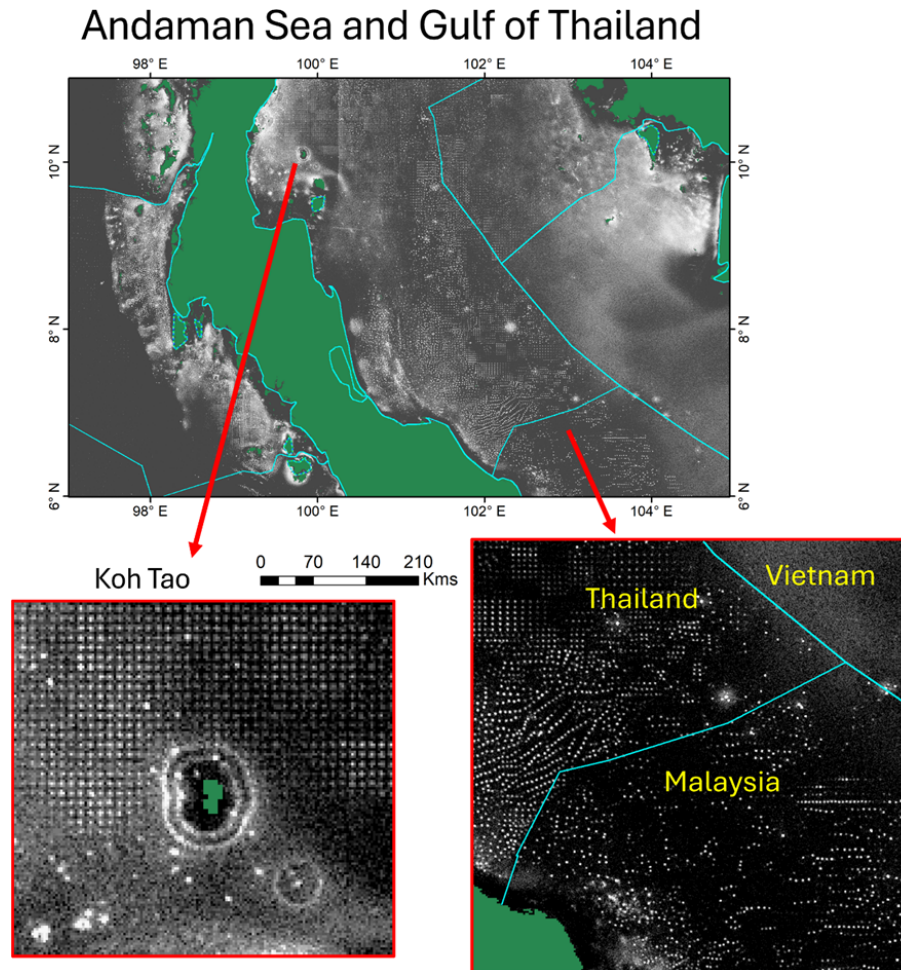 Andaman Sea and Gulf of Thailand
98° E 100° E 102° E 104° E
10° N 10° N
8° N 8° N
6° N 6° N
98° E 100° E 102° E 104° E
Koh Tao
0 70 140 210
Kms
Thailand
Vietnam
Malaysia